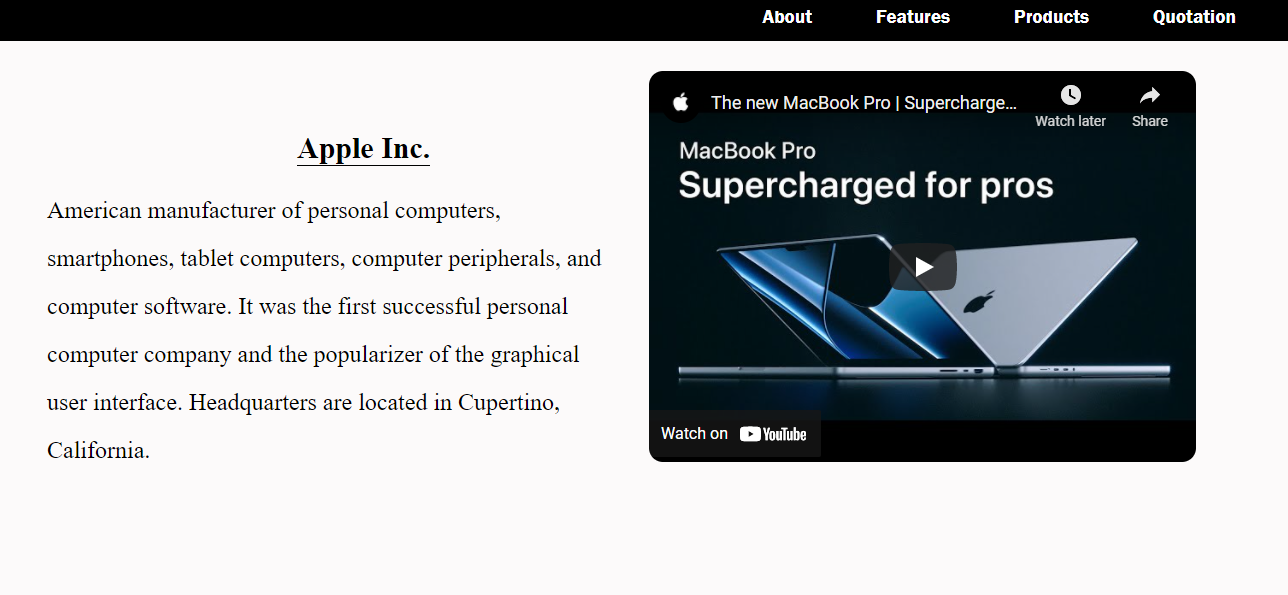 About Features Products Quotation
Apple Inc.
American manufacturer of personal computers,
smartphones, tablet computers, computer peripherals, and
computer software. It was the first successful personal
computer company and the popularizer of the graphical
user interface. Headquarters are located in Cupertino,
California.
The new MacBook Pro | Supercharge...
Watch later Share
MacBook Pro
Supercharged for pros
Watch on YouTube